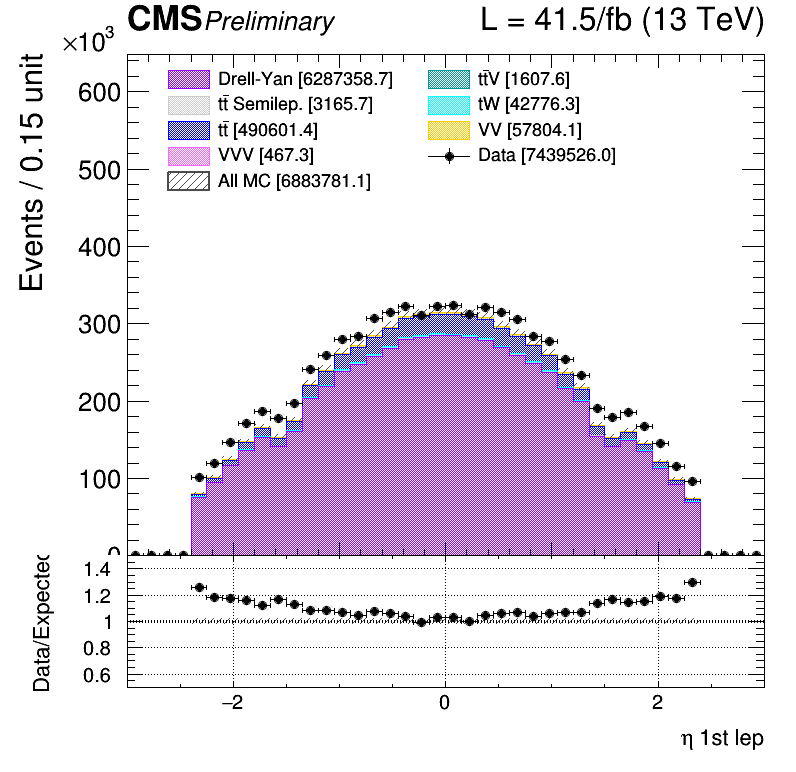 CMS Preliminary L = 41.5/fb (13 TeV)
×10³
Events / 0.15 unit
Drell-Yan [6287358.7]
tt̄ Semilep. [3165.7]
tt̄ [490601.4]
VVV [467.3]
All MC [6883781.1]
tt̄V [1607.6]
tW [42776.3]
VV [57804.1]
Data [7439526.0]
600
500
400
300
200
100
0
Data/Expected
1.4
1.2
1
0.8
0.6
−2 0 2
η 1st lep